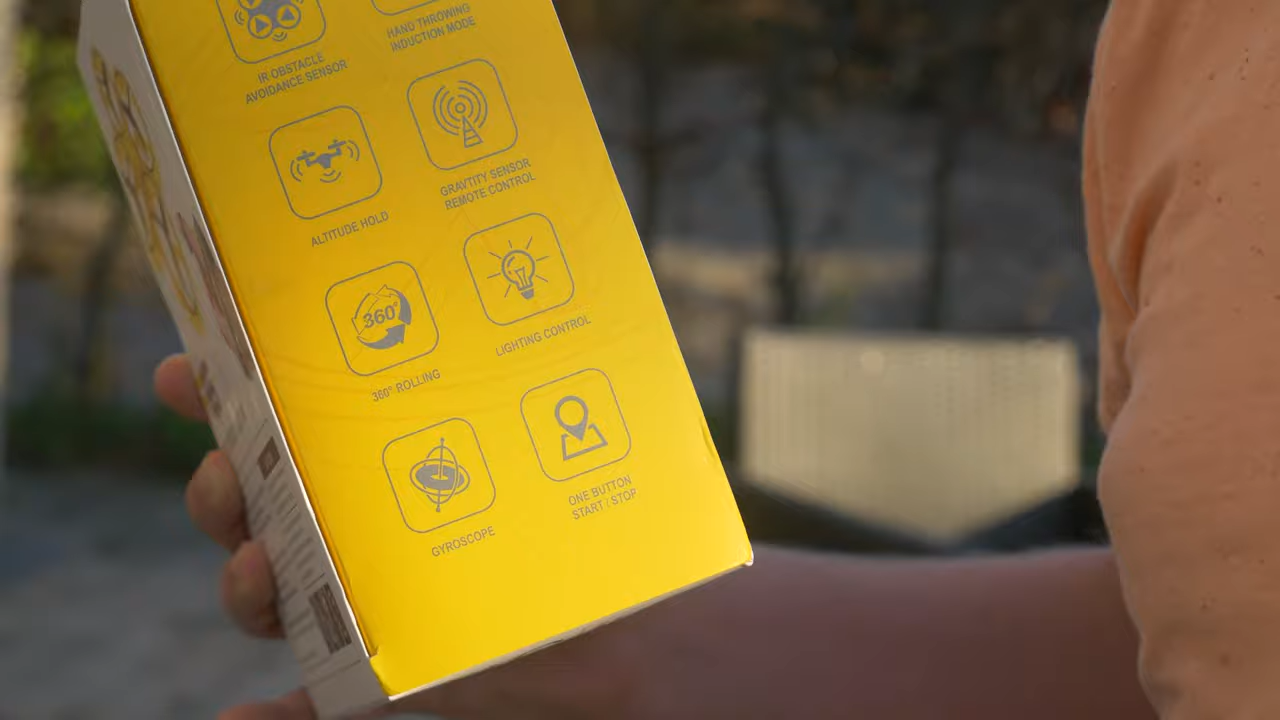 IR OBSTACLE
AVOIDANCE SENSOR
HAND THROWING
INDUCTION MODE
ALTITUDE HOLD
GRAVTITY SENSOR
REMOTE CONTROL
360°
360° ROLLING
LIGHTING CONTROL
GYROSCOPE
ONE BUTTON
START / STOP